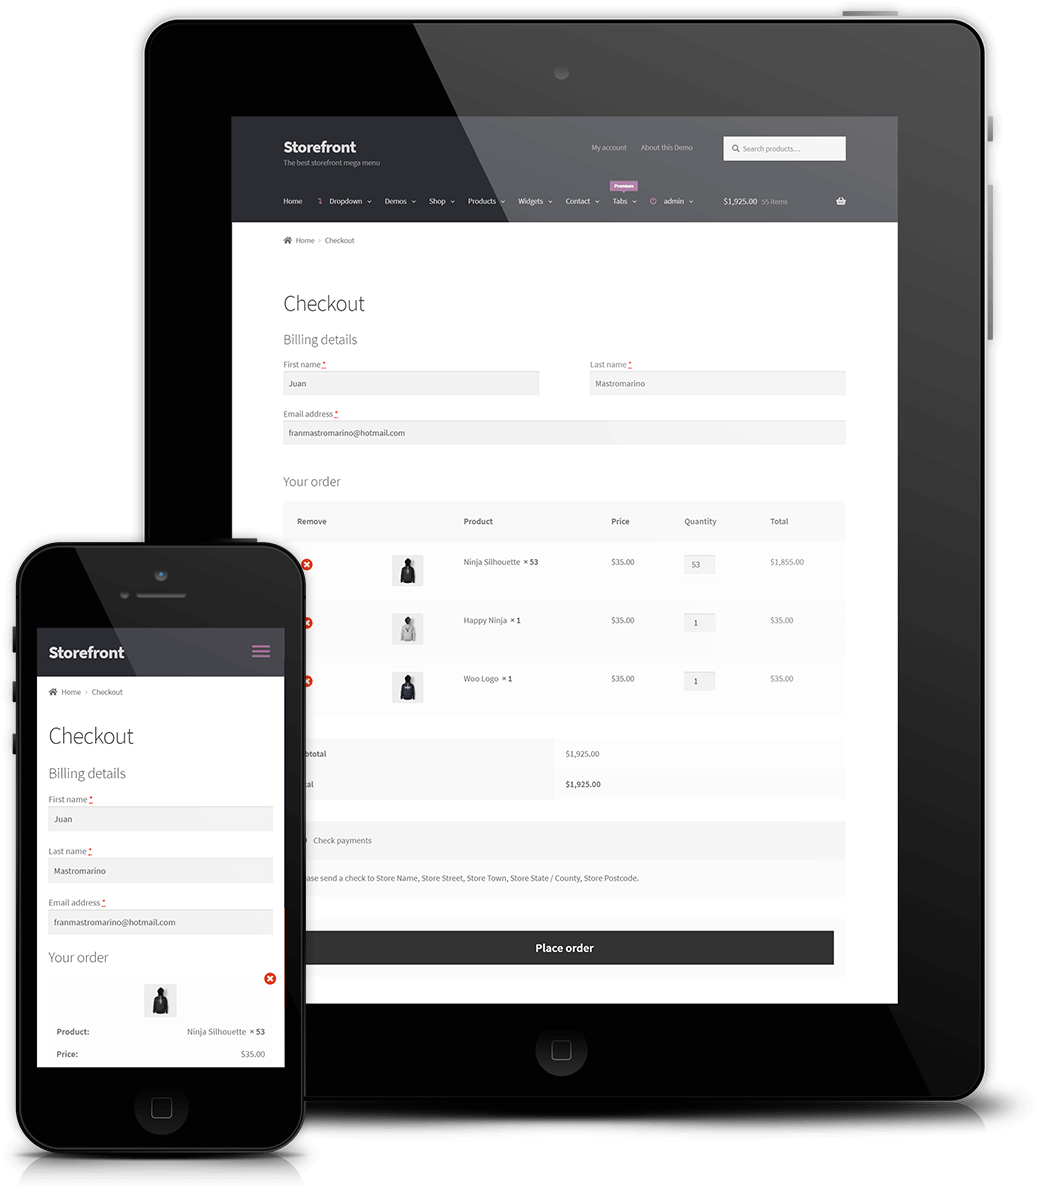 Storefront
The best storefront mega menu
My account About this Demo
Search products...
Premium
Home Dropdown Demos Shop Products Widgets Contact Tabs admin $1,925.00 55 items
Home Checkout
Checkout
Billing details
First name * Last name *
Juan Mastromarino
Email address *
franmastromarino@hotmail.com
Your order
Remove Product Price Quantity Total
Ninja Silhouette × 53 $35.00 53 $1,855.00
Happy Ninja × 1 $35.00 1 $35.00
Woo Logo × 1 $35.00 1 $35.00
btotal $1,925.00
al $1,925.00
Check payments
ase send a check to Store Name, Store Street, Store Town, Store State / County, Store Postcode.
Place order
Storefront
Home Checkout
Checkout
Billing details
First name *
Juan
Last name *
Mastromarino
Email address *
franmastromarino@hotmail.com
Your order
Product: Ninja Silhouette × 53
Price: $35.00